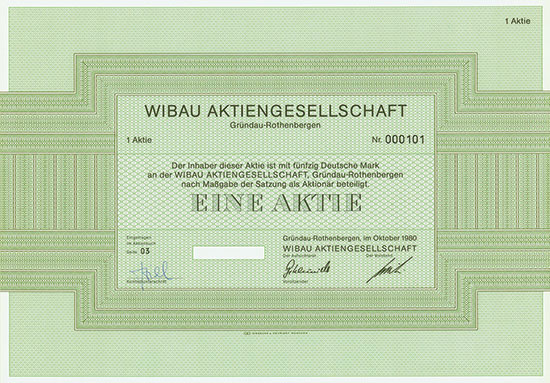 1 Aktie
WIBAU AKTIENGESELLSCHAFT
Gründau-Rothenbergen
1 Aktie Nr. 000101
Der Inhaber dieser Aktie ist mit fünfzig Deutsche Mark
an der WIBAU AKTIENGESELLSCHAFT, Gründau-Rothenbergen
nach Maßgabe der Satzung als Aktionär beteiligt.
EINE AKTIE
Eingetragen
im Aktienbuch
Seite 03
Kontrollunterschrift
Gründau-Rothenbergen, im Oktober 1980
WIBAU AKTIENGESELLSCHAFT
Der Aufsichtsrat Der Vorstand
Vorsitzender